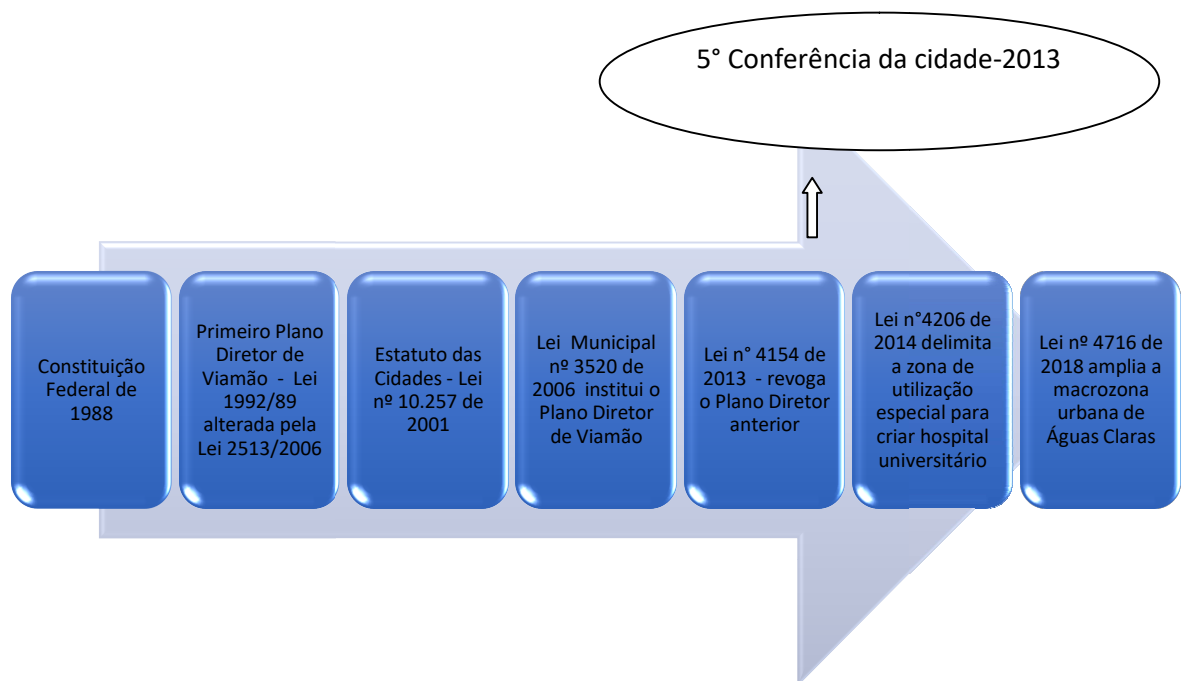 5° Conferência da cidade-2013
Constituição
Federal de
1988
Primeiro Plano
Diretor de
Viamão - Lei
1992/89
alterada pela
Lei 2513/2006
Estatuto das
Cidades - Lei
nº 10.257 de
2001
Lei Municipal
nº 3520 de
2006 institui o
Plano Diretor
de Viamão
Lei n° 4154 de
2013 - revoga
o Plano Diretor
anterior
Lei n°4206 de
2014 delimita
a zona de
utilização
especial para
criar hospital
universitário
Lei nº 4716 de
2018 amplia a
macrozona
urbana de
Águas Claras